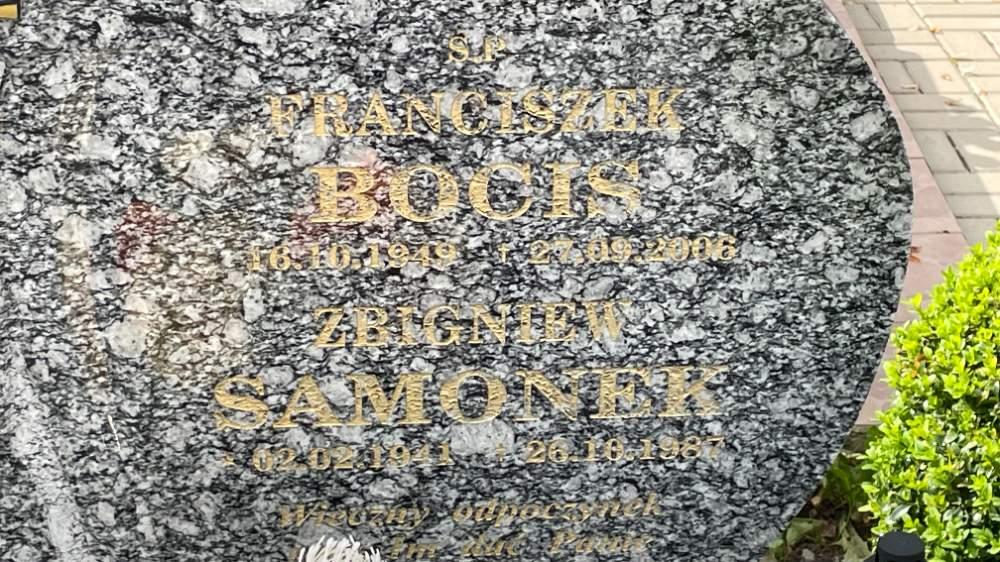 Ś.P
FRANCISZEK
BOCIS
* 16.10.1949 † 27.09.2006
ZBIGNIEW
SAMONEK
* 02.02.1941 † 26.10.1987
Wieczny odpoczynek
Im dać Panie